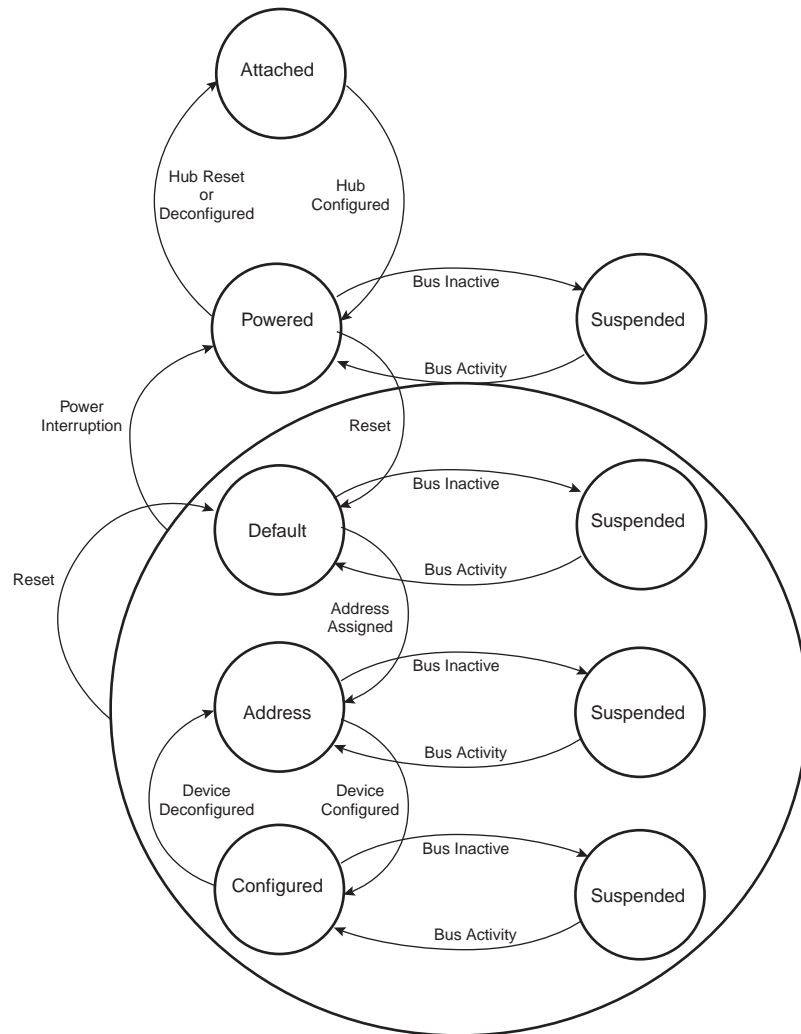 Attached
Hub Reset
or
Deconfigured
Hub
Configured
Bus Inactive
Powered
Suspended
Bus Activity
Power
Interruption
Reset
Bus Inactive
Default
Suspended
Bus Activity
Reset
Address
Assigned
Bus Inactive
Address
Suspended
Bus Activity
Device
Deconfigured
Device
Configured
Bus Inactive
Configured
Suspended
Bus Activity